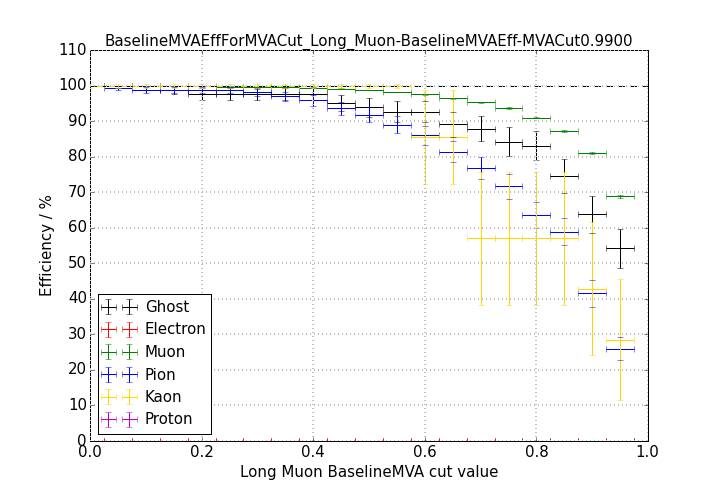 BaselineMVAEffForMVACut_Long_Muon-BaselineMVAEff-MVACut0.9900
110
100
90
80
70
60
50
40
30
20
10
0
Efficiency / %
Ghost
Electron
Muon
Pion
Kaon
Proton
0.0 0.2 0.4 0.6 0.8 1.0
Long Muon BaselineMVA cut value